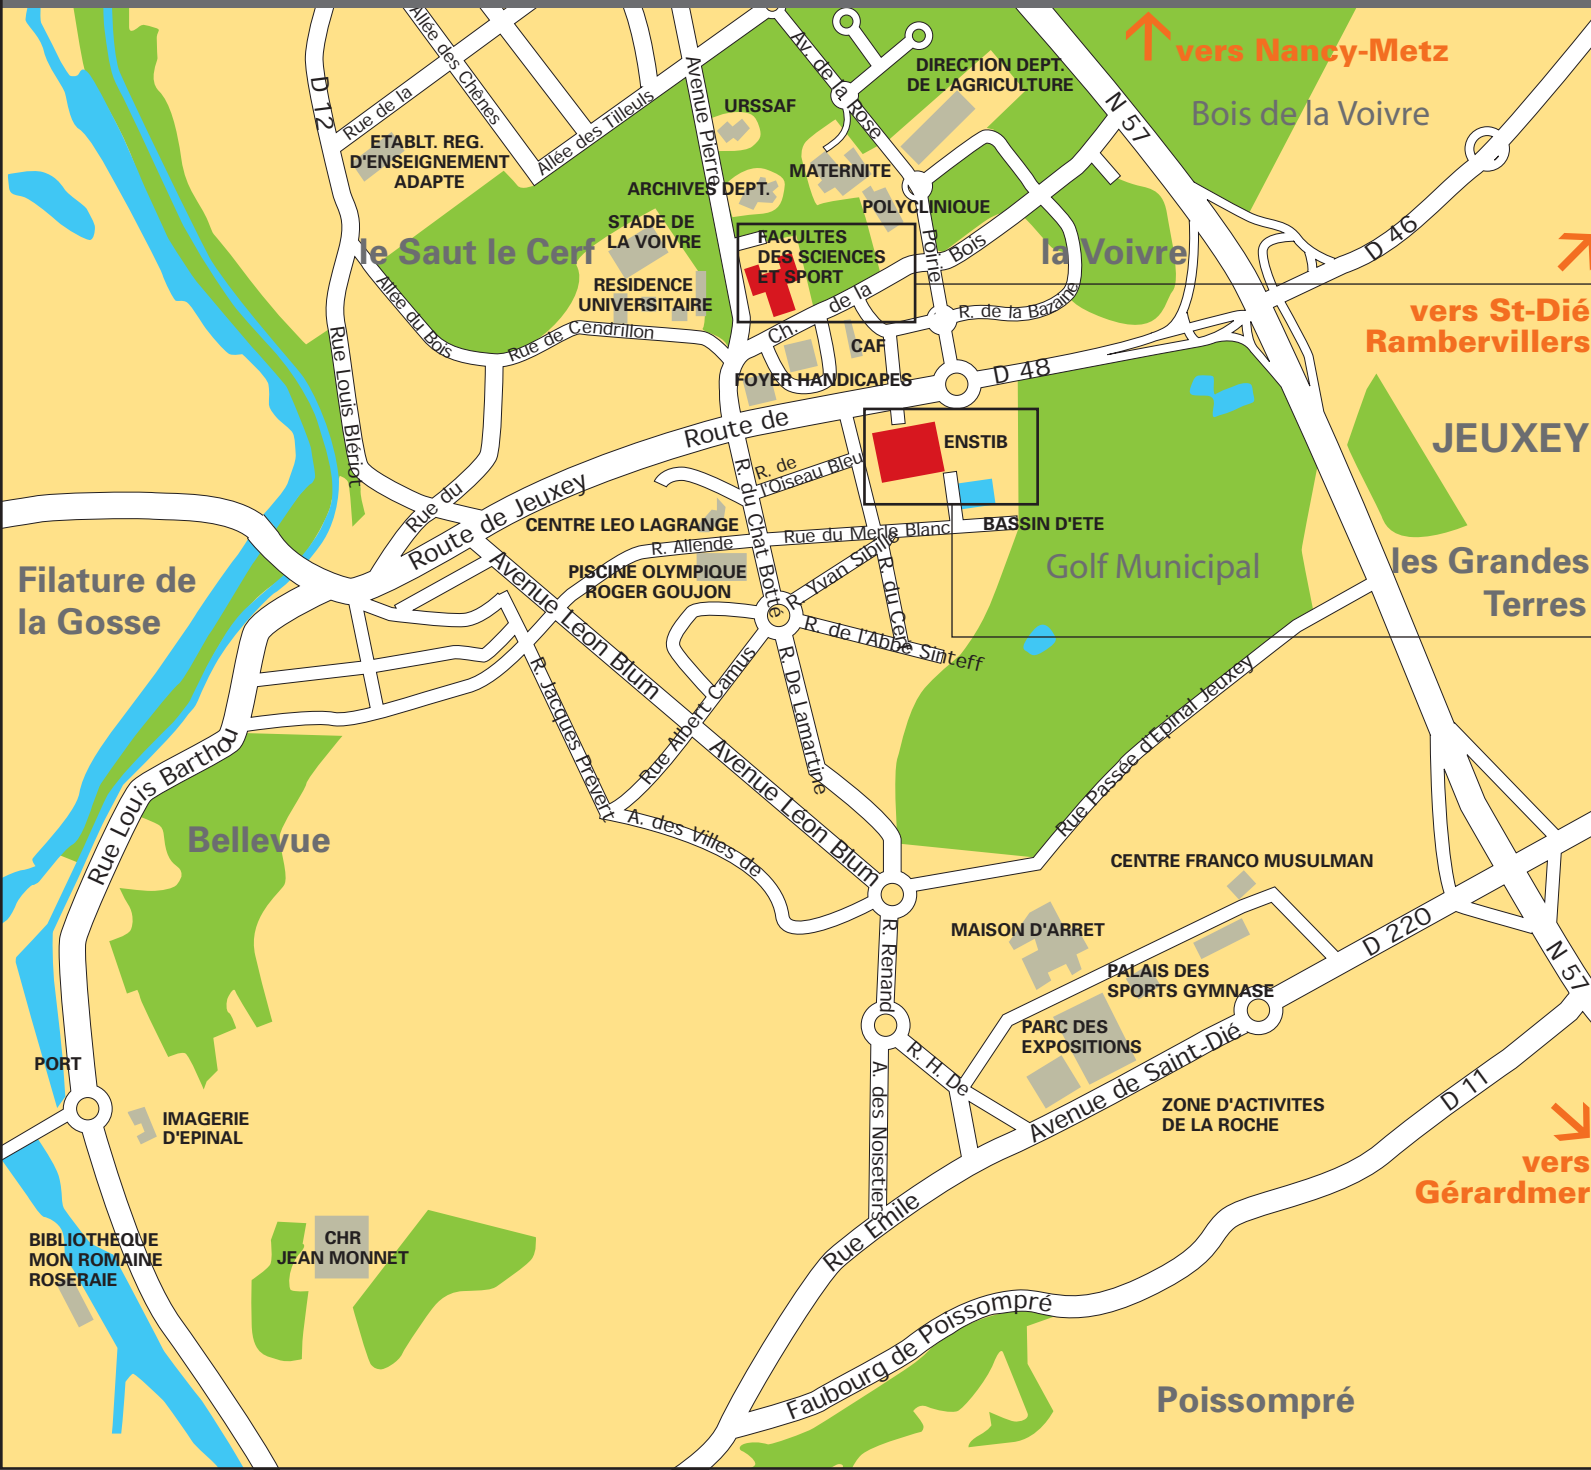 vers Nancy-Metz
Bois de la Voivre
N 57
DIRECTION DEPT.
DE L'AGRICULTURE
Av. de la Rose
URSSAF
Avenue Pierre
Allée des Chênes
Allée des Tilleuls
D 12
Rue de la
ETABLT. REG.
D'ENSEIGNEMENT
ADAPTE
MATERNITE
ARCHIVES DEPT.
POLYCLINIQUE
STADE DE
LA VOIVRE
le Saut le Cerf
FACULTES
DES SCIENCES
ET SPORT
Poirie
la Voivre
D 46
RESIDENCE
UNIVERSITAIRE
Ch. de la Bois
R. de la Bazaine
vers St-Dié
Rambervillers
Allée du Bois
Rue de Cendrillon
Rue Louis Blériot
CAF
FOYER HANDICAPES
D 48
Route de
JEUXEY
ENSTIB
R. de
l'Oiseau Bleu
R. du Chat Botté
Rue du
Route de Jeuxey
CENTRE LEO LAGRANGE
R. Allende
Rue du Merle Blanc
BASSIN D'ETE
PISCINE OLYMPIQUE
ROGER GOUJON
R. Yvan Sibille
R. du Cerf
Golf Municipal
les Grandes
Terres
Filature de
la Gosse
Avenue Léon Blum
R. de l'Abbé Sinteff
R. Jacques Prévert
Rue Albert Camus
R. De Lamartine
Rue Passée d'Epinal Jeuxey
Rue Louis Barthou
Avenue Léon Blum
A. des Villes de
Bellevue
CENTRE FRANCO MUSULMAN
MAISON D'ARRET
D 220
N 57
R. Renand
PALAIS DES
SPORTS GYMNASE
PARC DES
EXPOSITIONS
R. H. De
Avenue de Saint-Dié
A. des Noisetiers
PORT
ZONE D'ACTIVITES
DE LA ROCHE
D 11
IMAGERIE
D'EPINAL
vers
Gérardmer
Rue Emile
BIBLIOTHEQUE
MON ROMAINE
ROSERAIE
CHR
JEAN MONNET
Faubourg de Poissompré
Poissompré